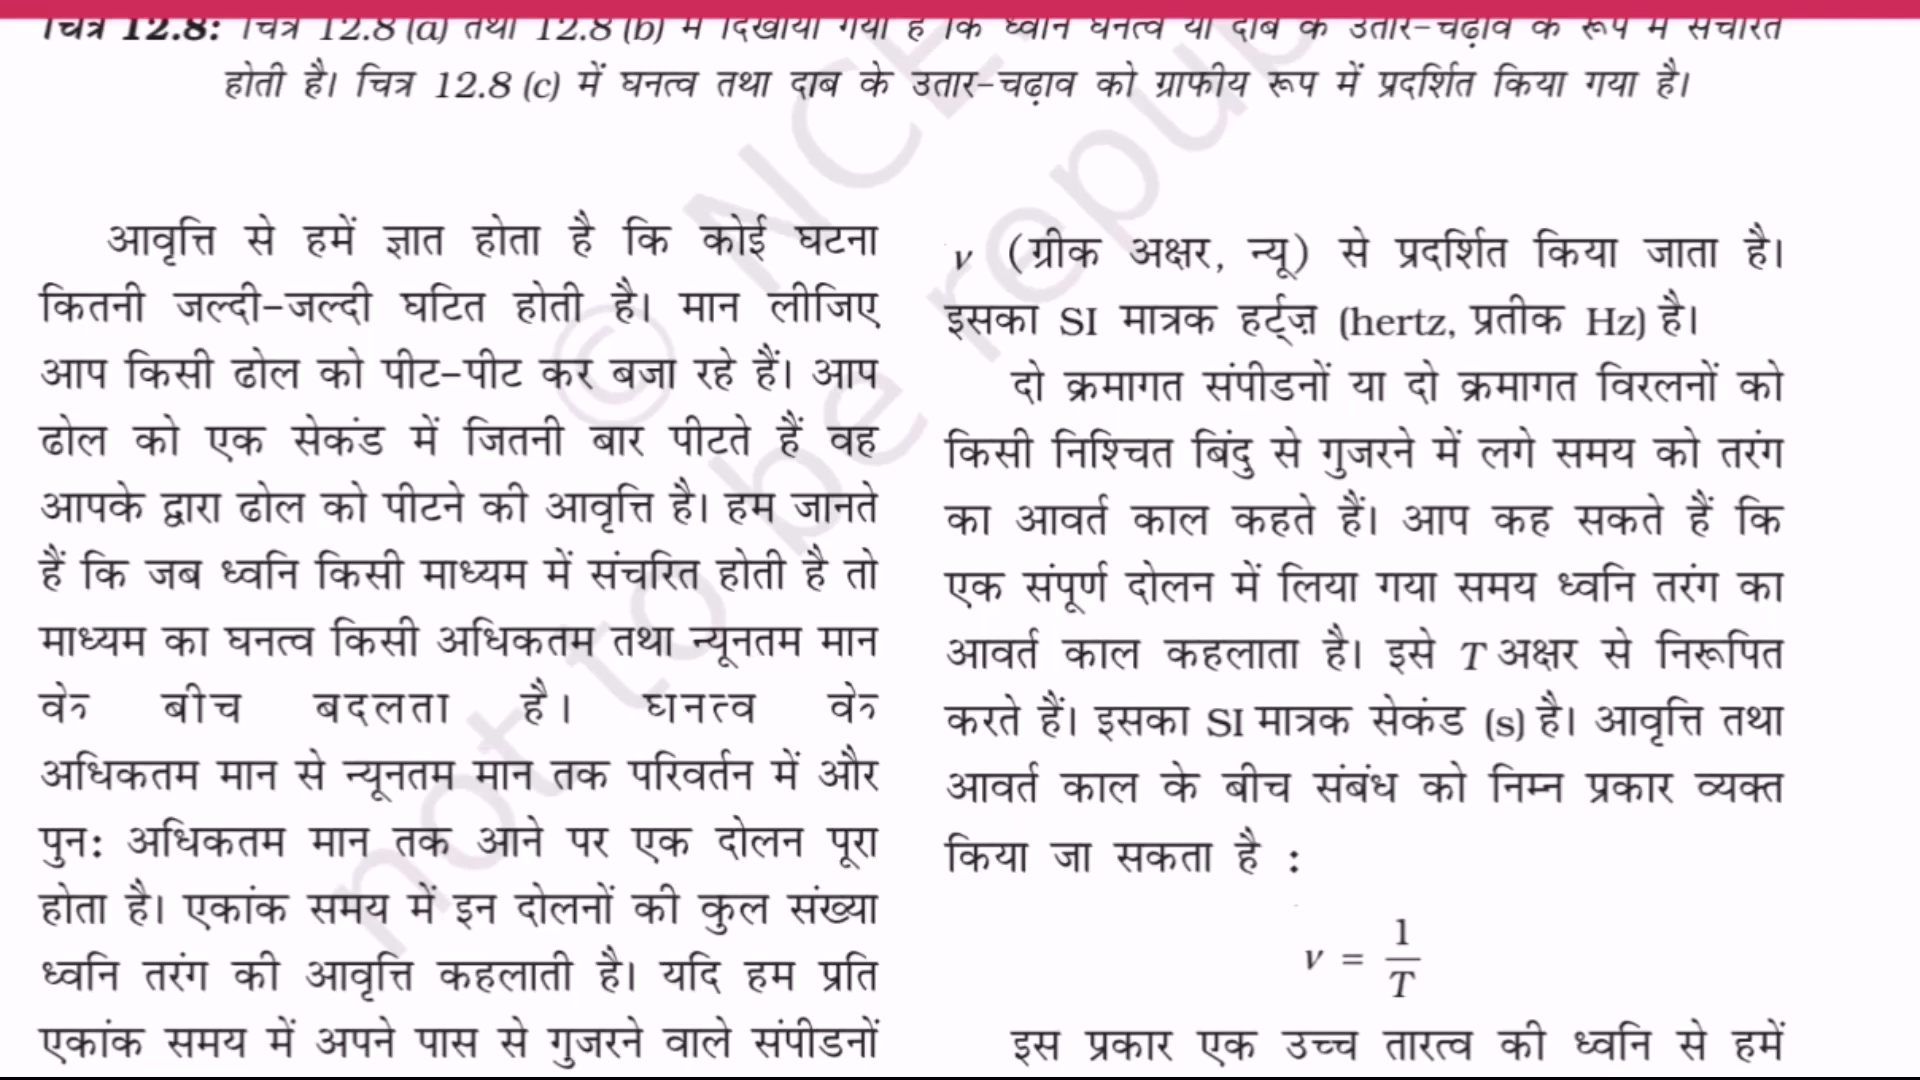 चित्र 12.8: चित्र 12.8 (a) तथा 12.8 (b) में दिखाया गया है कि ध्वनि घनत्व या दाब के उतार-चढ़ाव के रूप में संचरित
होती है। चित्र 12.8 (c) में घनत्व तथा दाब के उतार-चढ़ाव को ग्राफीय रूप में प्रदर्शित किया गया है।
आवृत्ति से हमें ज्ञात होता है कि कोई घटना
कितनी जल्दी-जल्दी घटित होती है। मान लीजिए
आप किसी ढोल को पीट-पीट कर बजा रहे हैं। आप
ढोल को एक सेकंड में जितनी बार पीटते हैं वह
आपके द्वारा ढोल को पीटने की आवृत्ति है। हम जानते
हैं कि जब ध्वनि किसी माध्यम में संचरित होती है तो
माध्यम का घनत्व किसी अधिकतम तथा न्यूनतम मान
के बीच बदलता है। घनत्व के
अधिकतम मान से न्यूनतम मान तक परिवर्तन में और
पुनः अधिकतम मान तक आने पर एक दोलन पूरा
होता है। एकांक समय में इन दोलनों की कुल संख्या
ध्वनि तरंग की आवृत्ति कहलाती है। यदि हम प्रति
एकांक समय में अपने पास से गुजरने वाले संपीडनों
ν (ग्रीक अक्षर, न्यू) से प्रदर्शित किया जाता है।
इसका SI मात्रक हर्ट्ज़ (hertz, प्रतीक Hz) है।
दो क्रमागत संपीडनों या दो क्रमागत विरलनों को
किसी निश्चित बिंदु से गुजरने में लगे समय को तरंग
का आवर्त काल कहते हैं। आप कह सकते हैं कि
एक संपूर्ण दोलन में लिया गया समय ध्वनि तरंग का
आवर्त काल कहलाता है। इसे T अक्षर से निरूपित
करते हैं। इसका SI मात्रक सेकंड (s) है। आवृत्ति तथा
आवर्त काल के बीच संबंध को निम्न प्रकार व्यक्त
किया जा सकता है :
ν = 1/T
इस प्रकार एक उच्च तारत्व की ध्वनि से हमें
© NCE
not to be repub